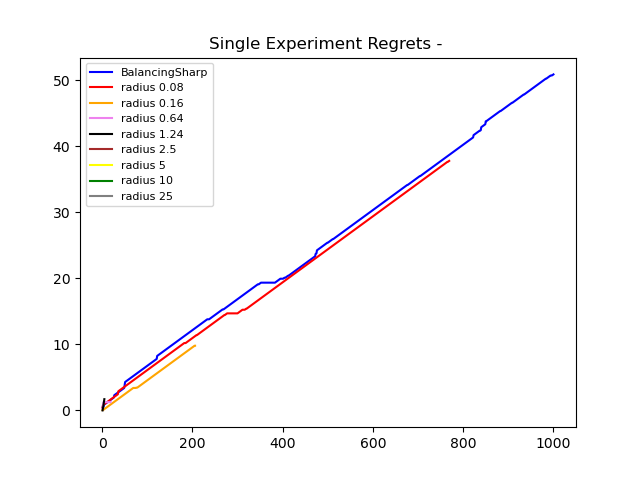 Single Experiment Regrets -
BalancingSharp
radius 0.08
radius 0.16
radius 0.64
radius 1.24
radius 2.5
radius 5
radius 10
radius 25
50
40
30
20
10
0
0 200 400 600 800 1000